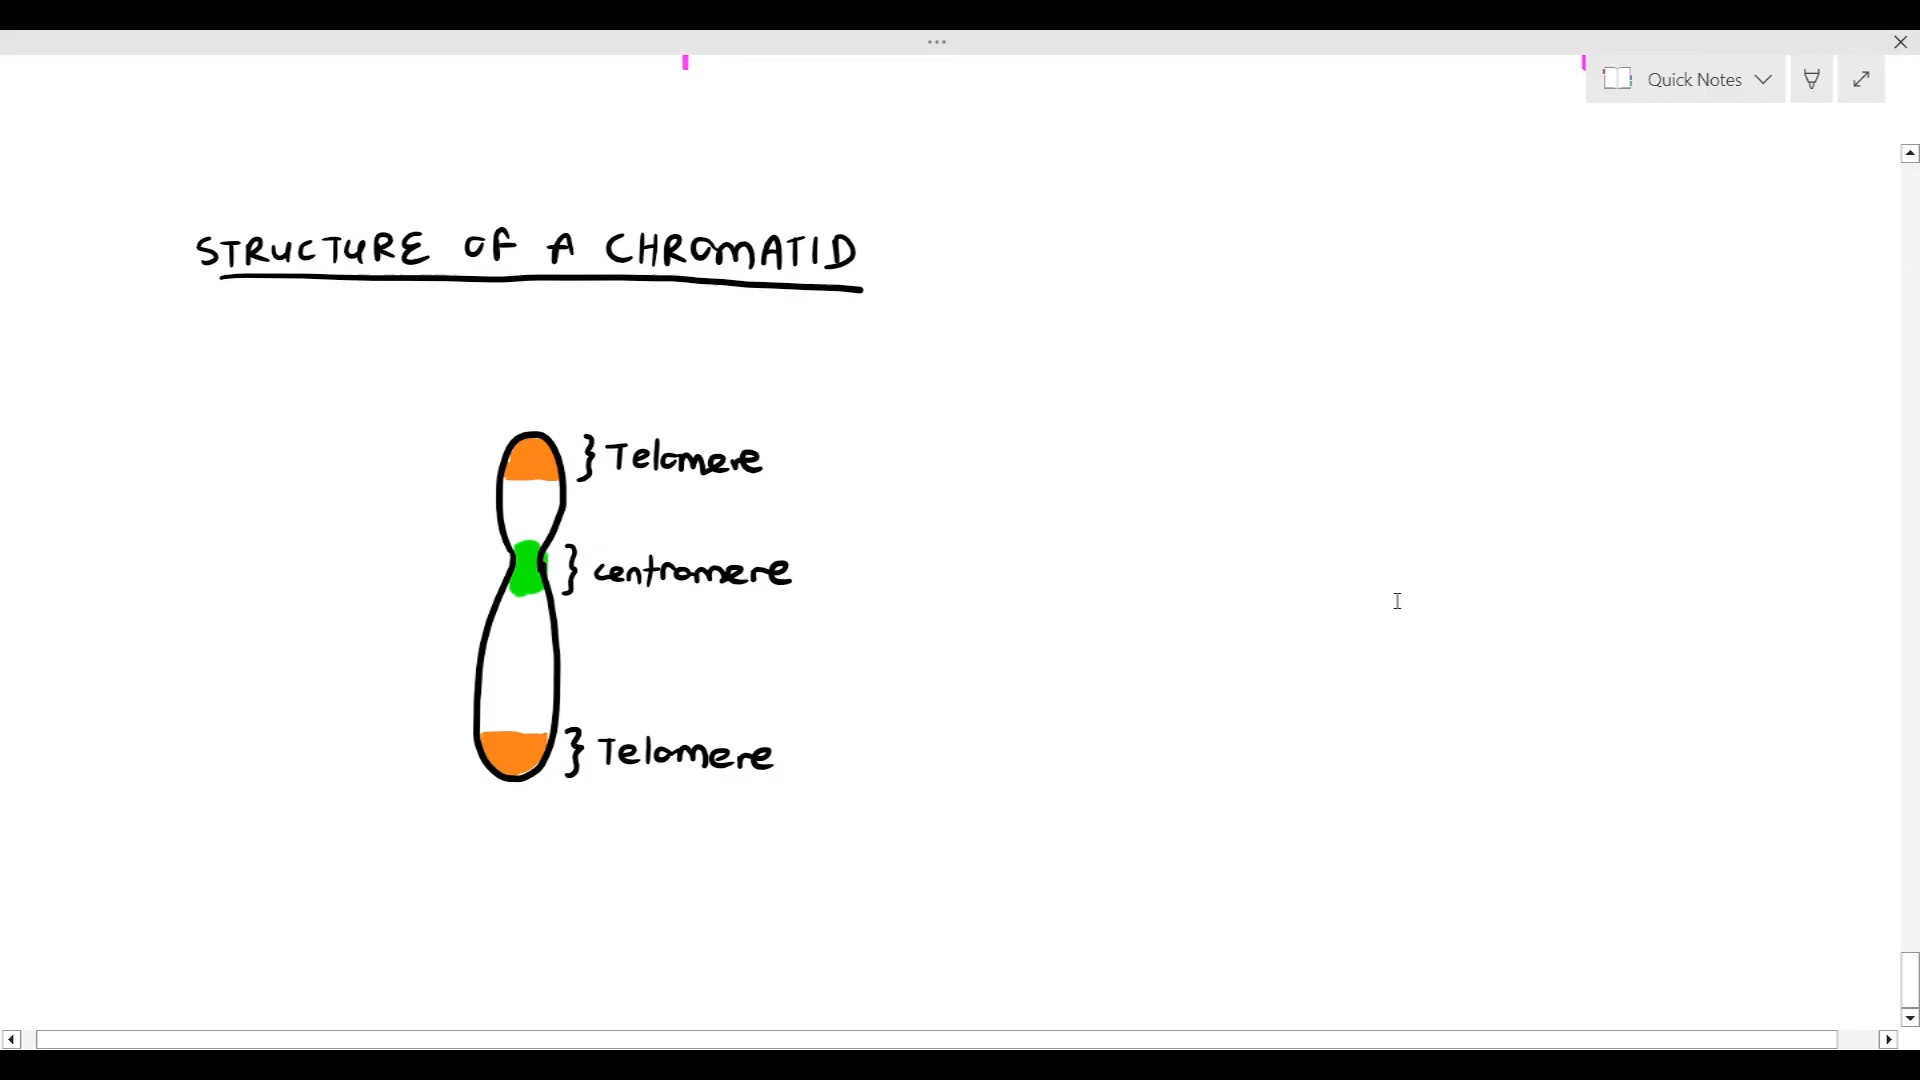 Quick Notes
STRUCTURE OF A CHROMATID
} Telomere
} centromere
} Telomere